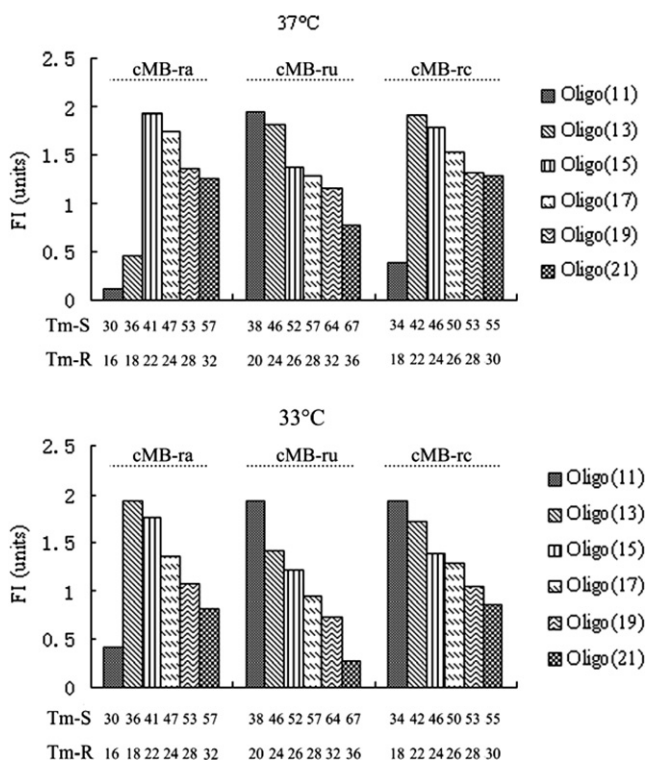 37°C
cMB-ra cMB-ru cMB-rc
2.5
2
1.5
1
0.5
0
FI (units)
Oligo(11)
Oligo(13)
Oligo(15)
Oligo(17)
Oligo(19)
Oligo(21)
Tm-S 30 36 41 47 53 57 38 46 52 57 64 67 34 42 46 50 53 55
Tm-R 16 18 22 24 28 32 20 24 26 28 32 36 18 22 24 26 28 30
33°C
cMB-ra cMB-ru cMB-rc
2.5
2
1.5
1
0.5
0
FI (units)
Oligo(11)
Oligo(13)
Oligo(15)
Oligo(17)
Oligo(19)
Oligo(21)
Tm-S 30 36 41 47 53 57 38 46 52 57 64 67 34 42 46 50 53 55
Tm-R 16 18 22 24 28 32 20 24 26 28 32 36 18 22 24 26 28 30